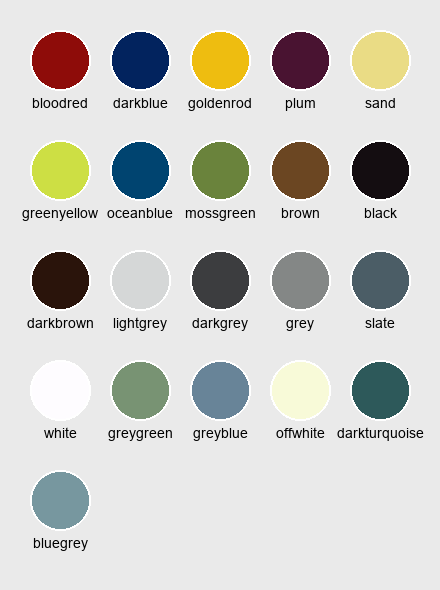 bloodred darkblue goldenrod plum sand
greenyellow oceanblue mossgreen brown black
darkbrown lightgrey darkgrey grey slate
white greygreen greyblue offwhite darkturquoise
bluegrey